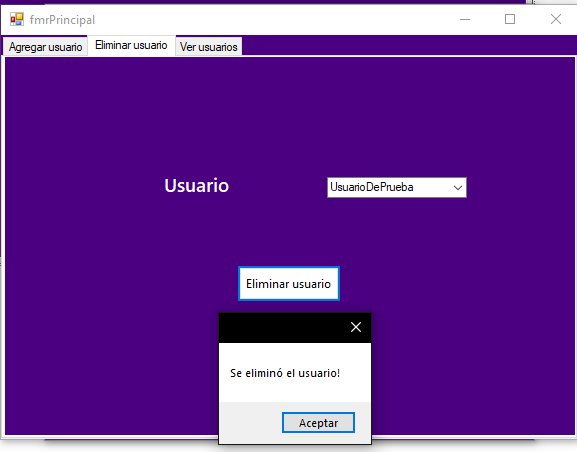 fmrPrincipal
Agregar usuario Eliminar usuario Ver usuarios
Usuario UsuarioDePrueba
Eliminar usuario
Se eliminó el usuario!
Aceptar